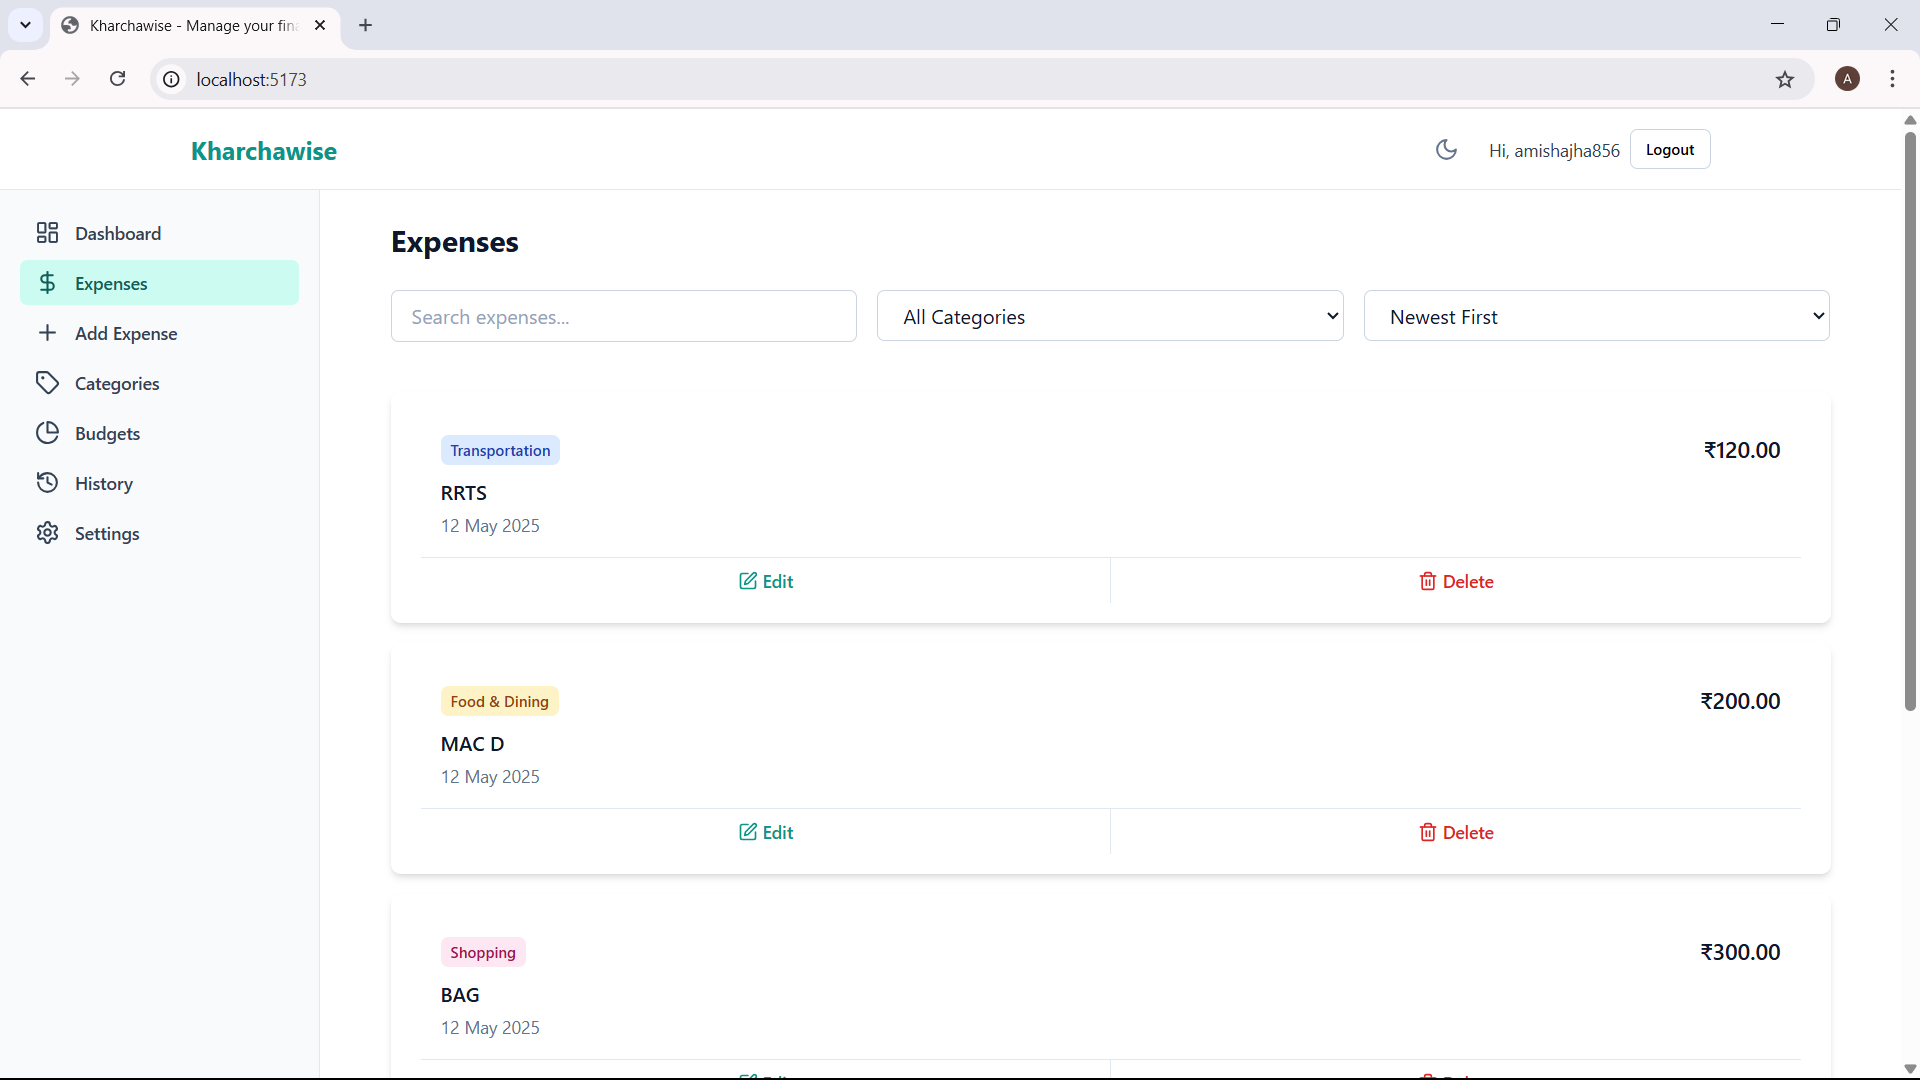 Kharchawise - Manage your fin
localhost:5173
A
Kharchawise
Hi, amishajha856
Logout
Dashboard
Expenses
Add Expense
Categories
Budgets
History
Settings
Expenses
Search expenses...
All Categories
Newest First
Transportation
₹120.00
RRTS
12 May 2025
Edit
Delete
Food & Dining
₹200.00
MAC D
12 May 2025
Edit
Delete
Shopping
₹300.00
BAG
12 May 2025